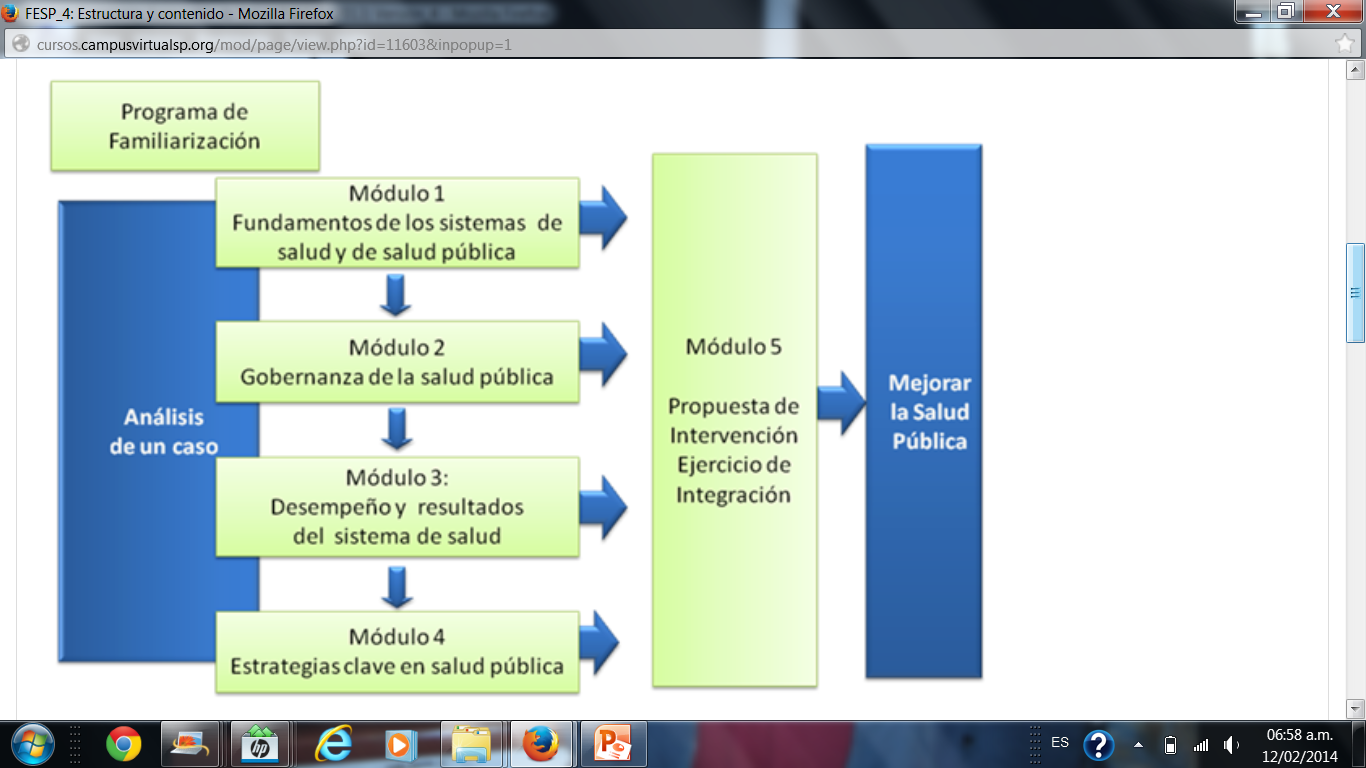 FESP_4: Estructura y contenido - Mozilla Firefox
cursos.campusvirtualsp.org/mod/page/view.php?id=11603&inpopup=1
Programa de
Familiarización
Módulo 1
Fundamentos de los sistemas de
salud y de salud pública
Módulo 2
Gobernanza de la salud pública
Análisis
de un caso
Módulo 3:
Desempeño y resultados
del sistema de salud
Módulo 4
Estrategias clave en salud pública
Módulo 5
Propuesta de
Intervención
Ejercicio de
Integración
Mejorar
la Salud
Pública
hp
ES
06:58 a.m.
12/02/2014